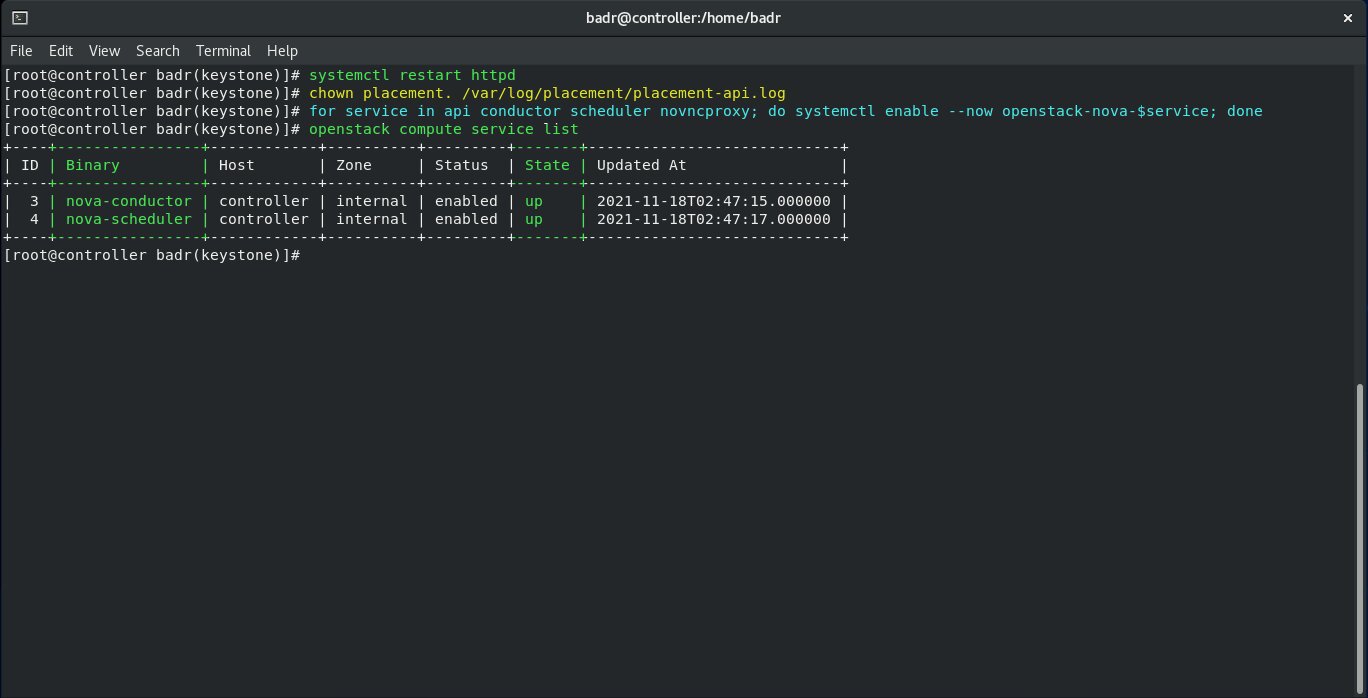 badr@controller:/home/badr
File Edit View Search Terminal Help
[root@controller badr(keystone)]# systemctl restart httpd
[root@controller badr(keystone)]# chown placement. /var/log/placement/placement-api.log
[root@controller badr(keystone)]# for service in api conductor scheduler novncproxy; do systemctl enable --now openstack-nova-$service; done
[root@controller badr(keystone)]# openstack compute service list
+----+----------------+------------+----------+---------+-------+----------------------------+
| ID | Binary         | Host       | Zone     | Status  | State | Updated At                 |
+----+----------------+------------+----------+---------+-------+----------------------------+
|  3 | nova-conductor | controller | internal | enabled | up    | 2021-11-18T02:47:15.000000 |
|  4 | nova-scheduler | controller | internal | enabled | up    | 2021-11-18T02:47:17.000000 |
+----+----------------+------------+----------+---------+-------+----------------------------+
[root@controller badr(keystone)]#